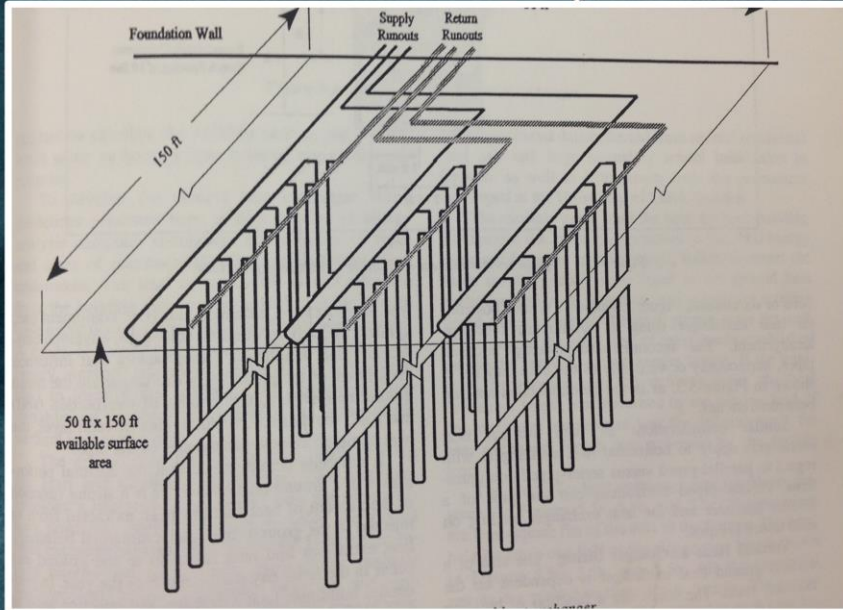 Supply Return
Foundation Wall Runouts Runouts
150 ft
50 ft x 150 ft
available surface
area